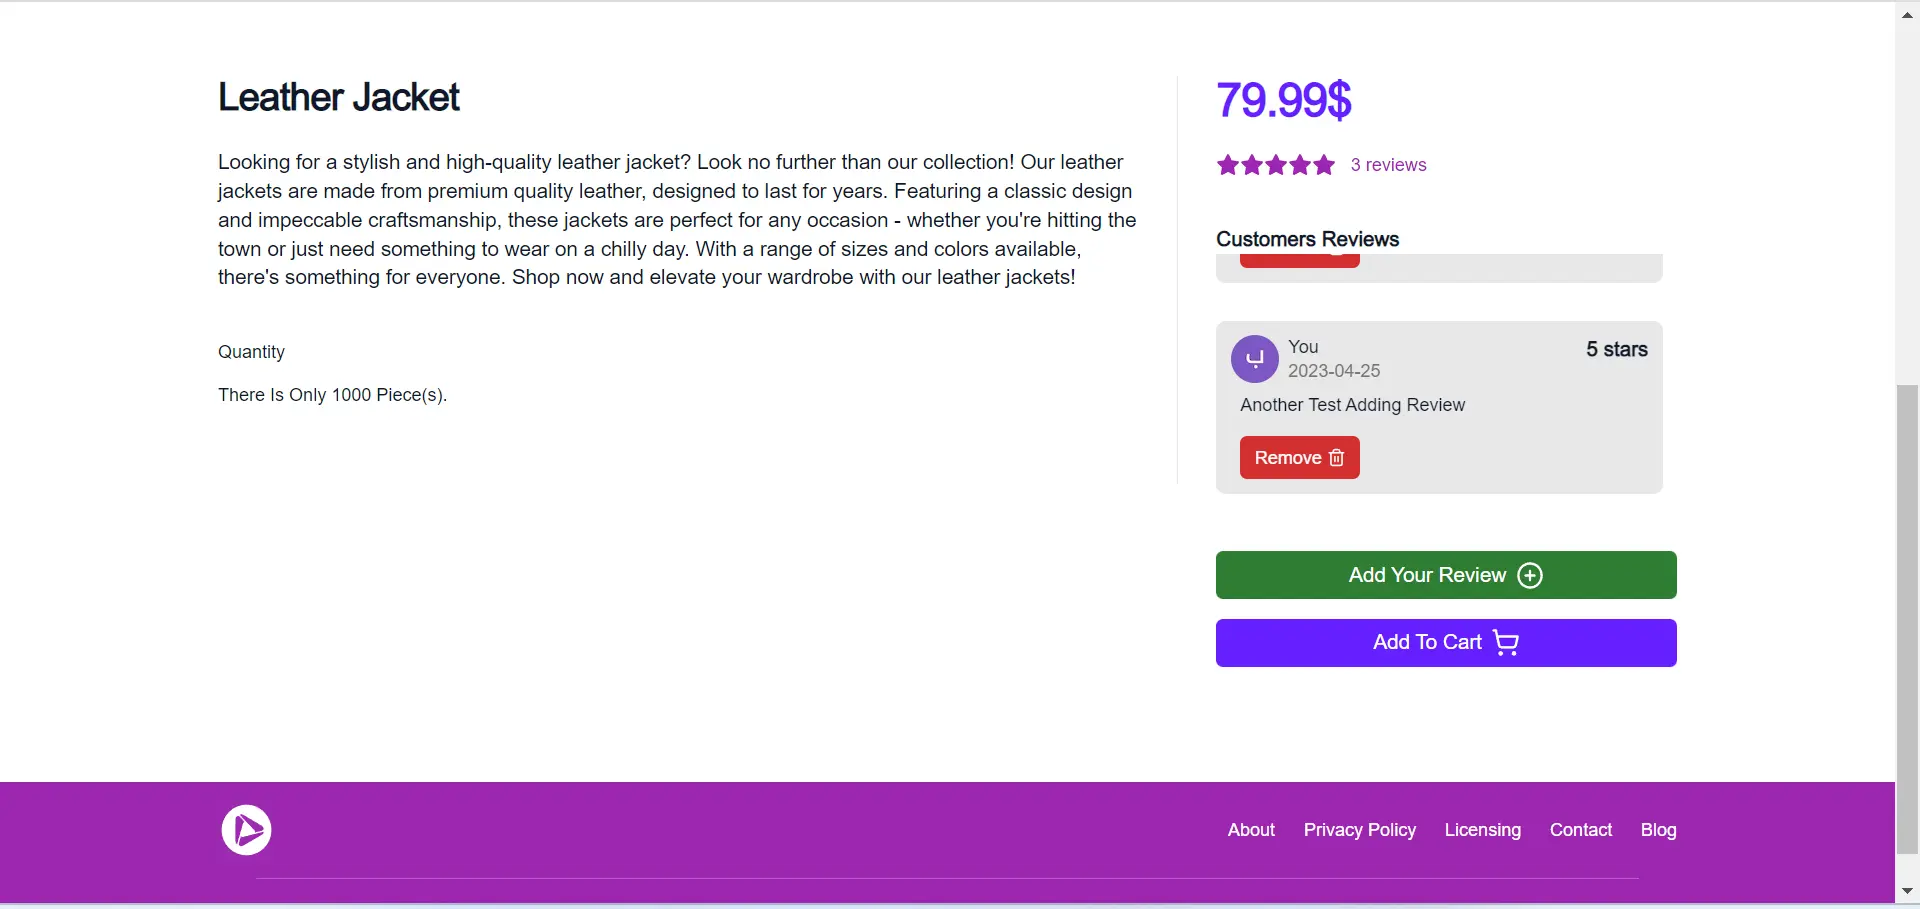 Leather Jacket
Looking for a stylish and high-quality leather jacket? Look no further than our collection! Our leather
jackets are made from premium quality leather, designed to last for years. Featuring a classic design
and impeccable craftsmanship, these jackets are perfect for any occasion - whether you're hitting the
town or just need something to wear on a chilly day. With a range of sizes and colors available,
there's something for everyone. Shop now and elevate your wardrobe with our leather jackets!
Quantity
There Is Only 1000 Piece(s).
79.99$
3 reviews
Customers Reviews
ب
You
5 stars
2023-04-25
Another Test Adding Review
Remove
Add Your Review
Add To Cart
About
Privacy Policy
Licensing
Contact
Blog